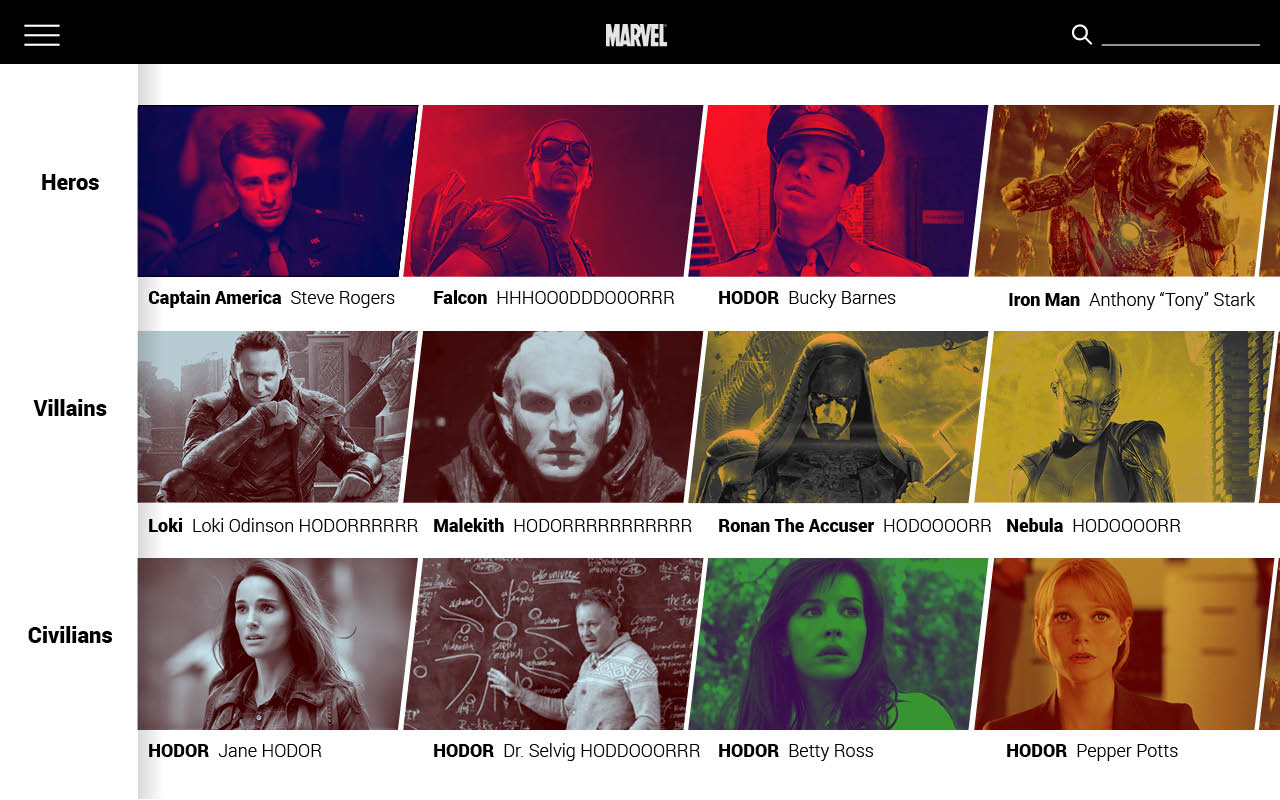 MARVEL
Heros
Captain America Steve Rogers
Falcon HHHOO0DDDO0ORRR
HODOR Bucky Barnes
Iron Man Anthony “Tony” Stark
Villains
Loki Loki Odinson HODORRRRRR
Malekith HODORRRRRRRRRRR
Ronan The Accuser HODOOOORR
Nebula HODOOOORR
Civilians
HODOR Jane HODOR
HODOR Dr. Selvig HODDOOORRR
HODOR Betty Ross
HODOR Pepper Potts